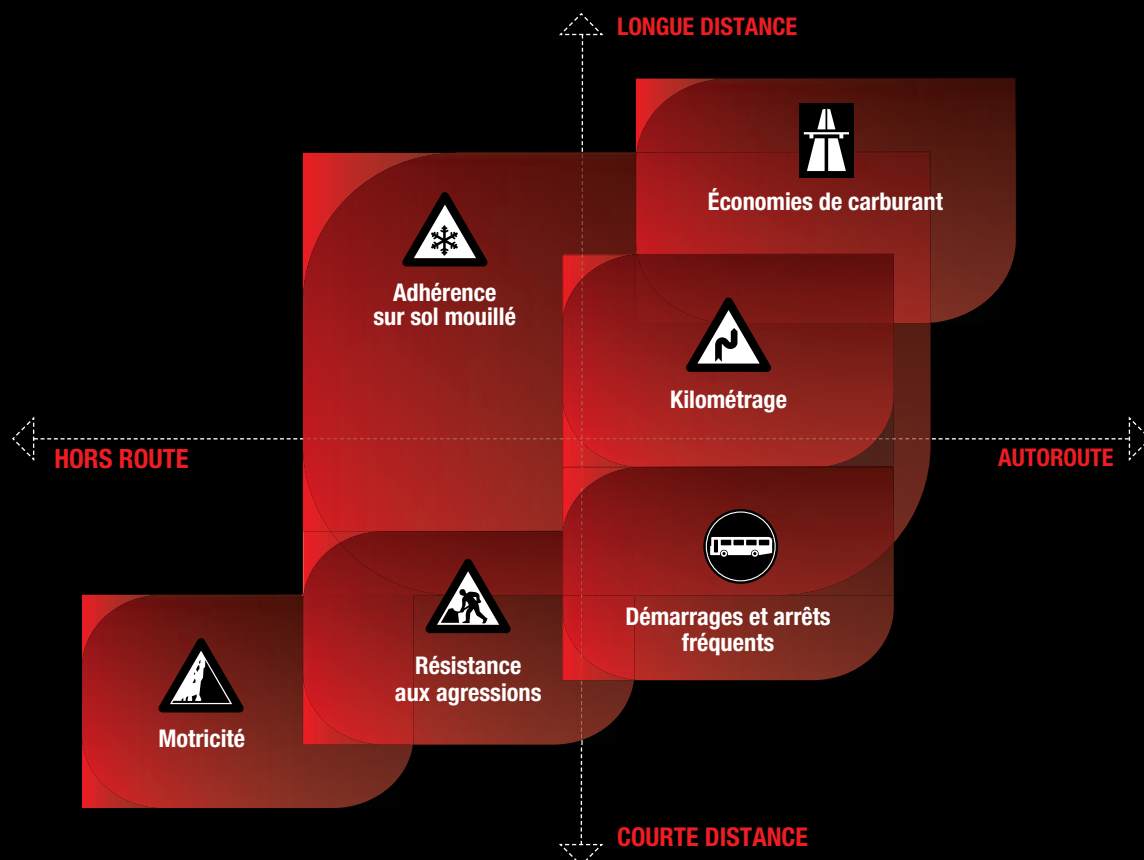 LONGUE DISTANCE
Économies de carburant
Adhérence
sur sol mouillé
Kilométrage
HORS ROUTE
AUTOROUTE
Démarrages et arrêts
fréquents
Résistance
aux agressions
Motricité
COURTE DISTANCE